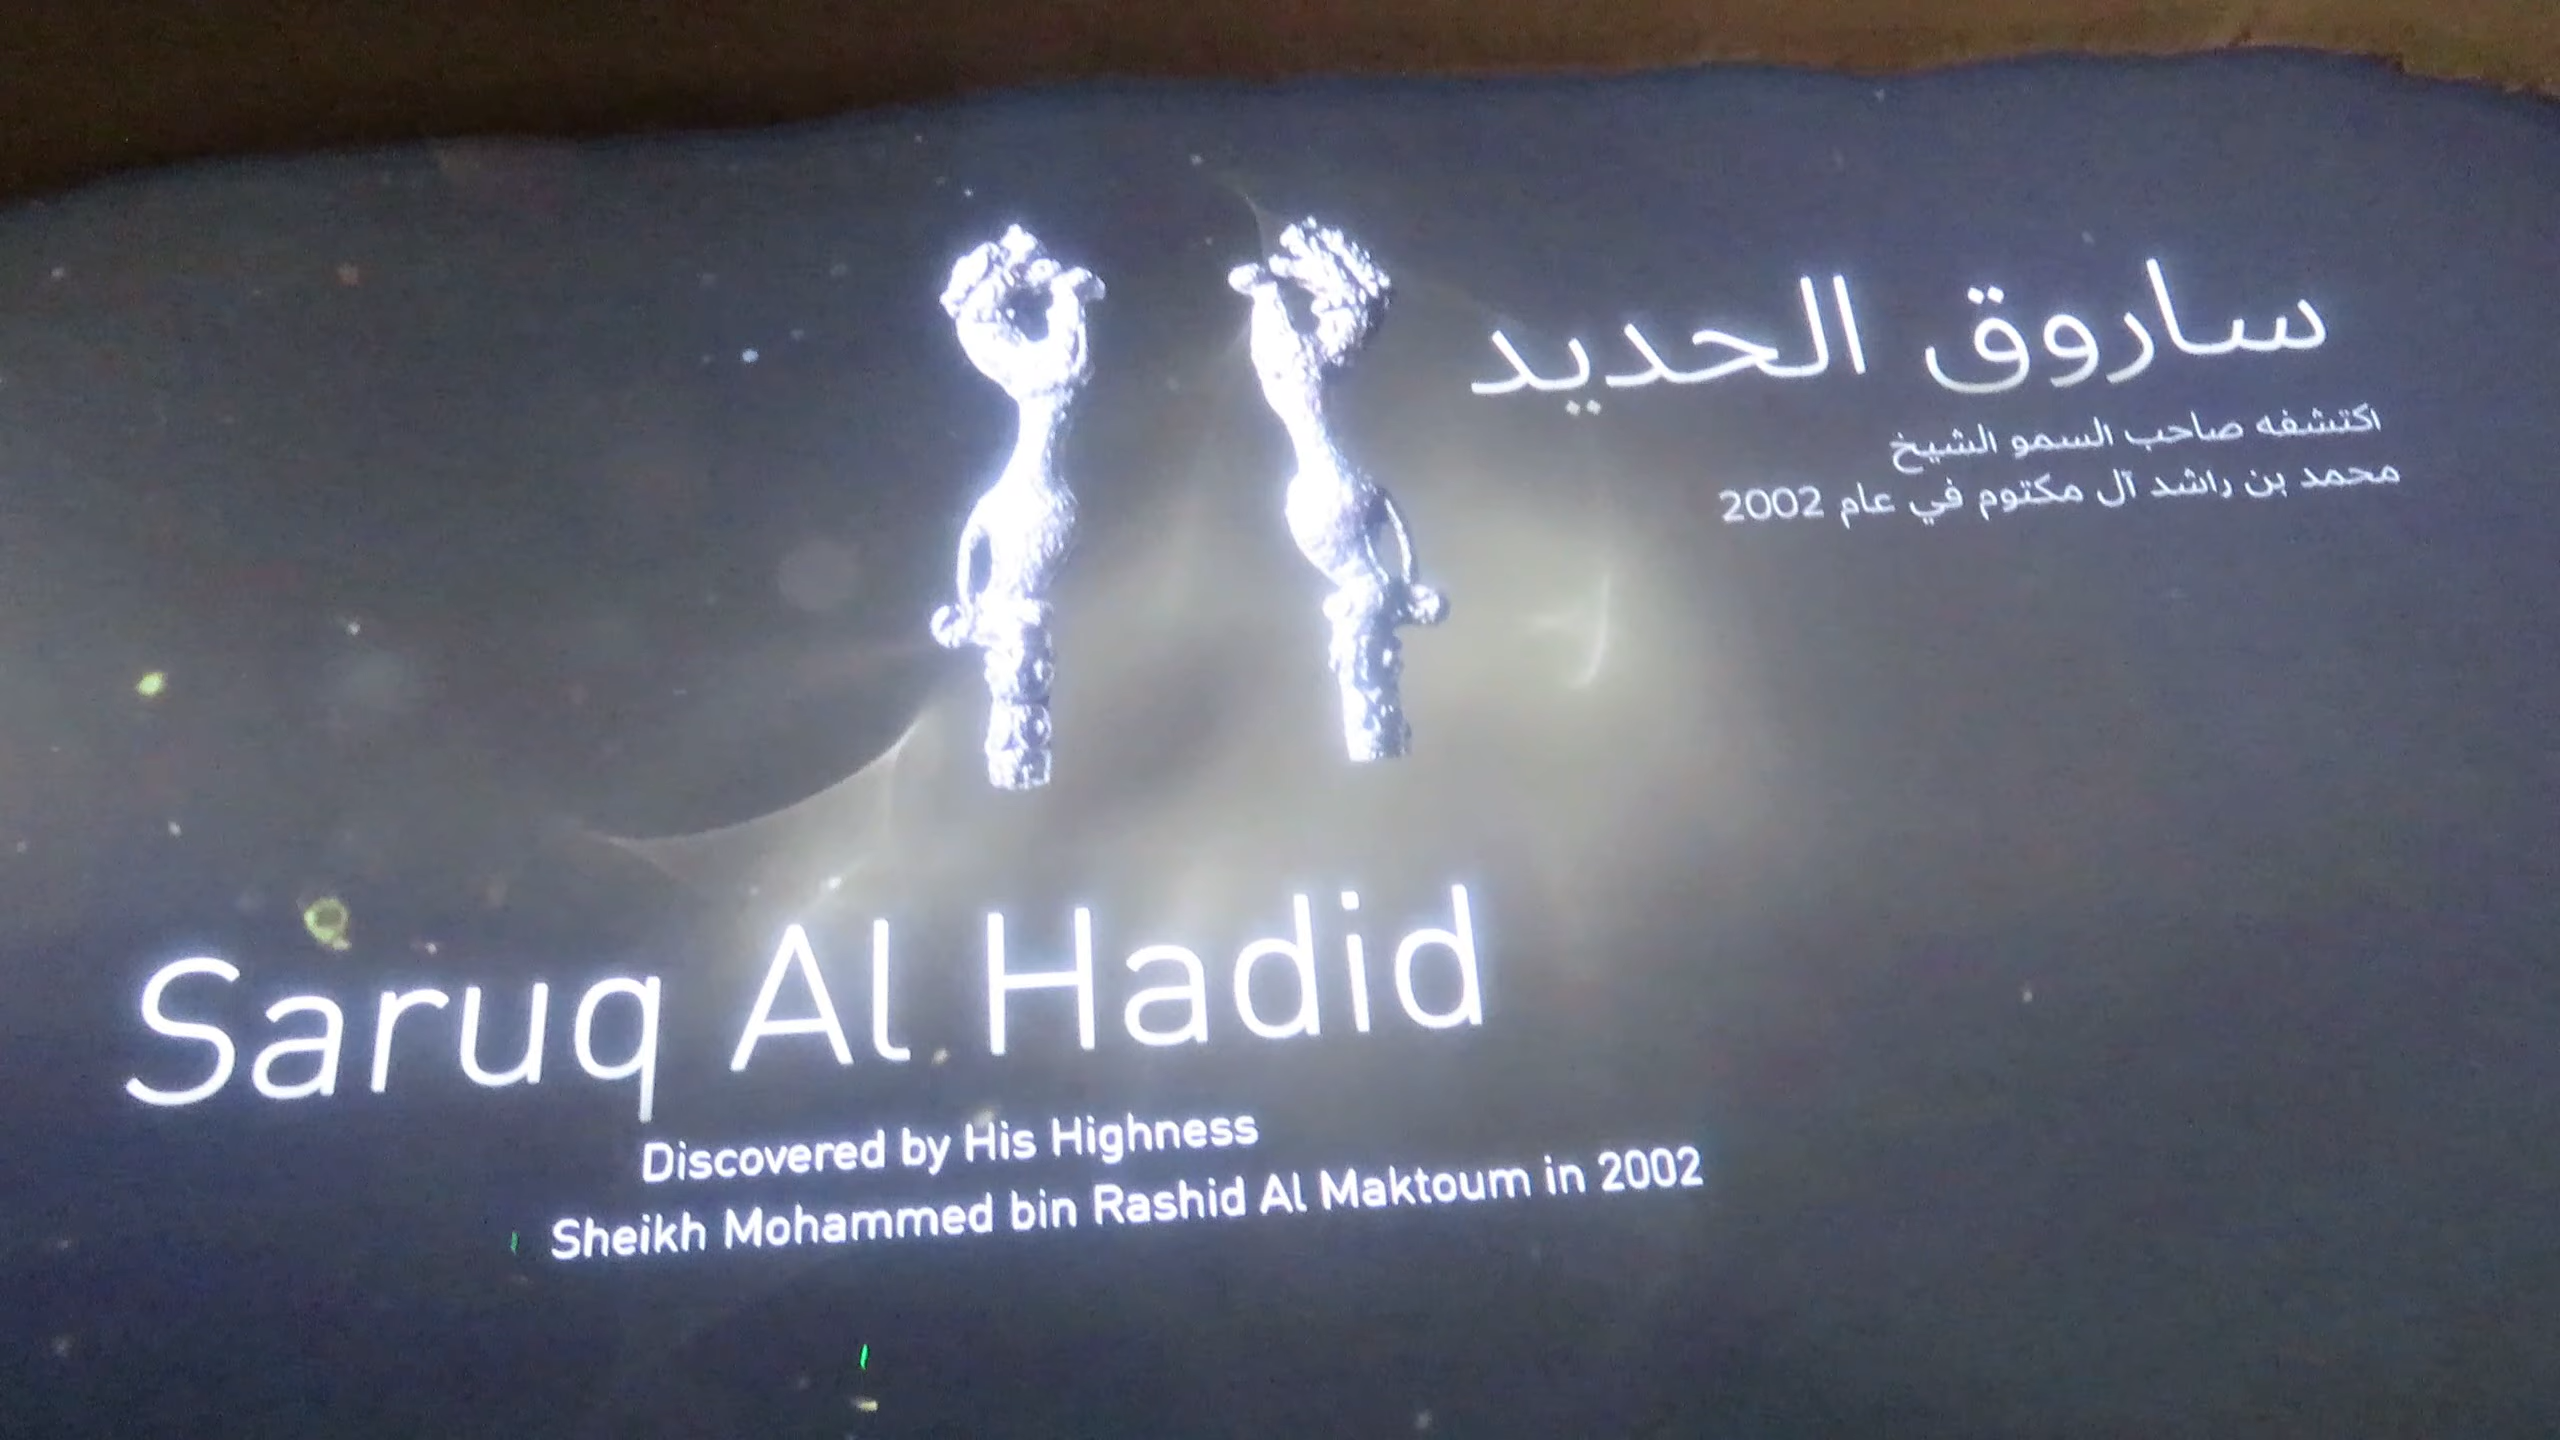 ساروق الحديد
اكتشفه صاحب السمو الشيخ
محمد بن راشد آل مكتوم في عام 2002
Saruq Al Hadid
Discovered by His Highness
Sheikh Mohammed bin Rashid Al Maktoum in 2002